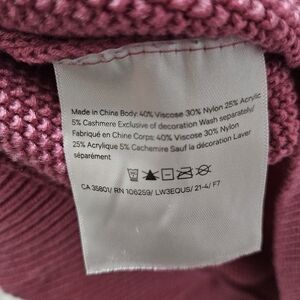 Made in China Body: 40% Viscose 30% Nylon 25% Acrylic
5% Cashmere Exclusive of decoration Wash separately/
Fabriqué en Chine Corps: 40% Viscose 30% Nylon
25% Acrylique 5% Cachemire Sauf la décoration Laver
séparément
CA 35801/ RN 106259/ LW3EQUS/ 21-4/ F7